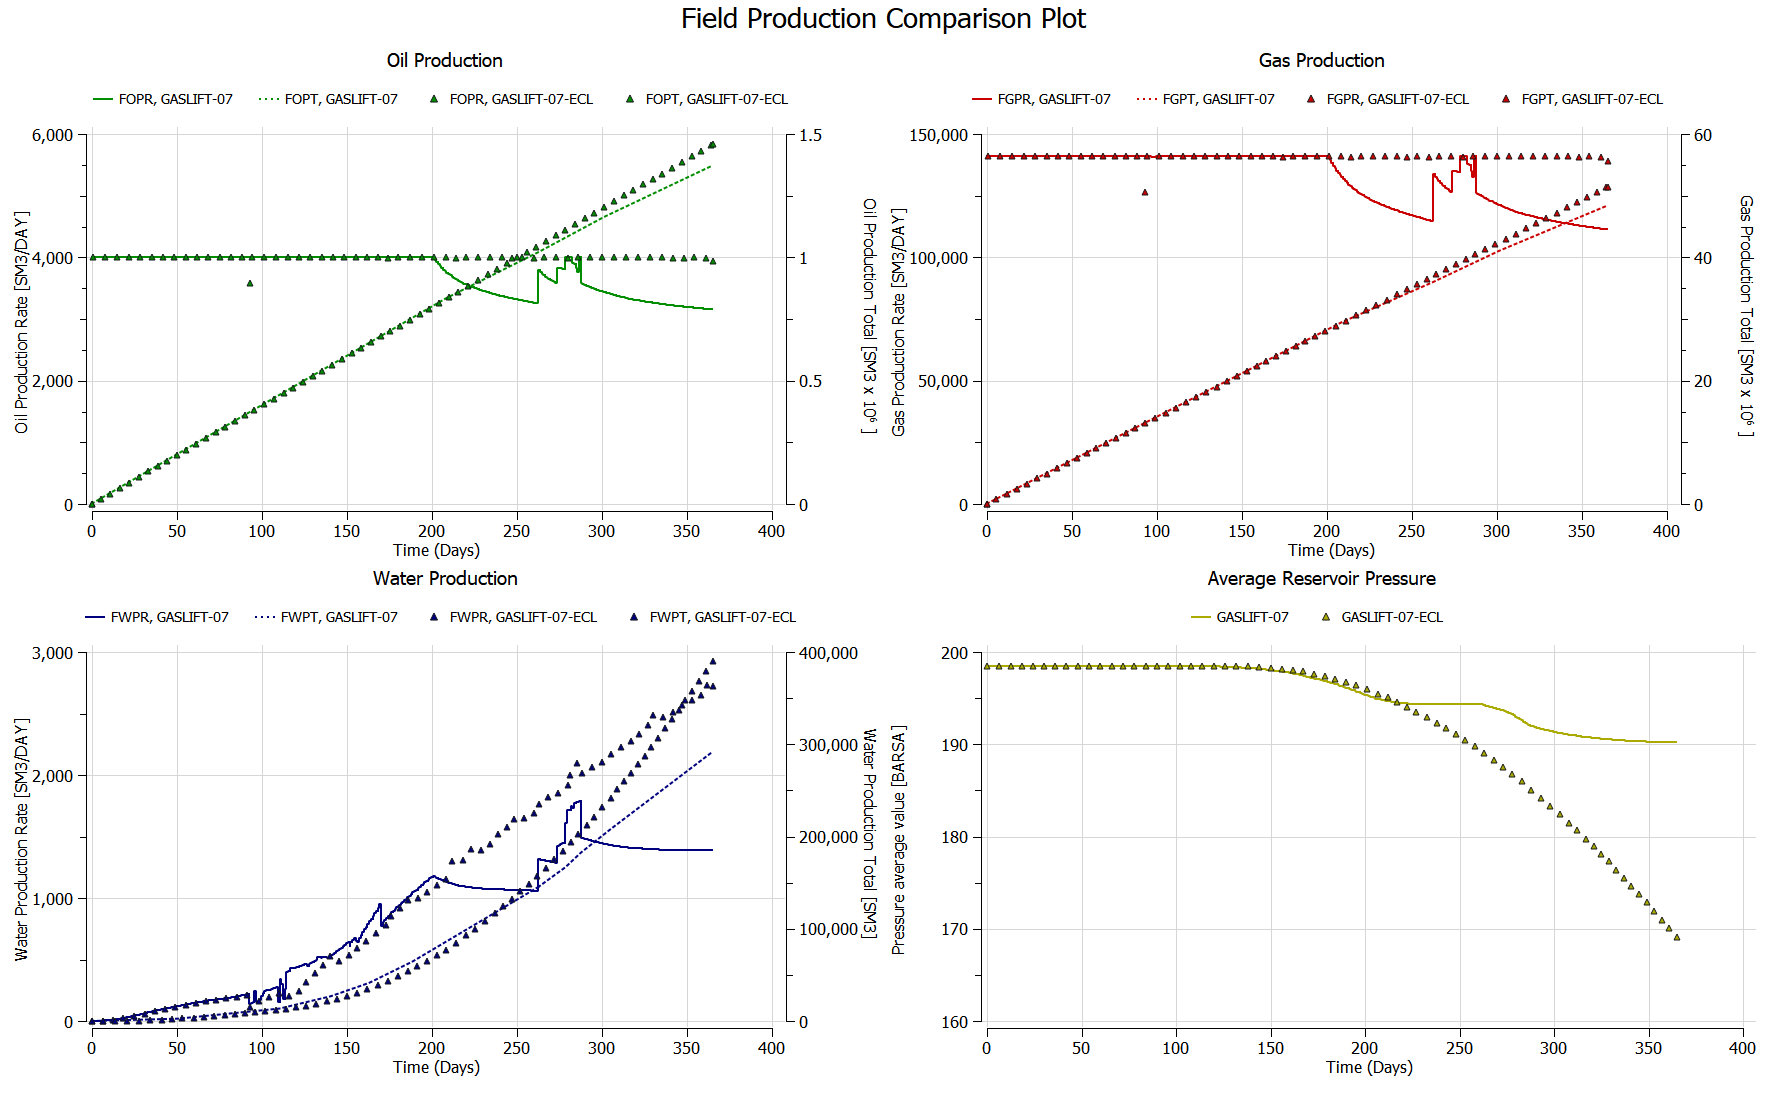 Field Production Comparison Plot
Oil Production
FOPR, GASLIFT-07 FOPT, GASLIFT-07 FOPR, GASLIFT-07-ECL FOPT, GASLIFT-07-ECL
Oil Production Rate [SM3/DAY]
6,000
4,000
2,000
0
1.5
1
0.5
0
Oil Production Total [SM3 x 10⁶ ]
0 50 100 150 200 250 300 350 400
Time (Days)
Gas Production
FGPR, GASLIFT-07 FGPT, GASLIFT-07 FGPR, GASLIFT-07-ECL FGPT, GASLIFT-07-ECL
Gas Production Rate [SM3/DAY]
150,000
100,000
50,000
0
60
40
20
0
Gas Production Total [SM3 x 10⁶ ]
0 50 100 150 200 250 300 350 400
Time (Days)
Water Production
FWPR, GASLIFT-07 FWPT, GASLIFT-07 FWPR, GASLIFT-07-ECL FWPT, GASLIFT-07-ECL
Water Production Rate [SM3/DAY]
3,000
2,000
1,000
0
400,000
300,000
200,000
100,000
0
Water Production Total [SM3]
0 50 100 150 200 250 300 350 400
Time (Days)
Average Reservoir Pressure
GASLIFT-07 GASLIFT-07-ECL
Pressure average value [BARSA]
200
190
180
170
160
0 50 100 150 200 250 300 350 400
Time (Days)